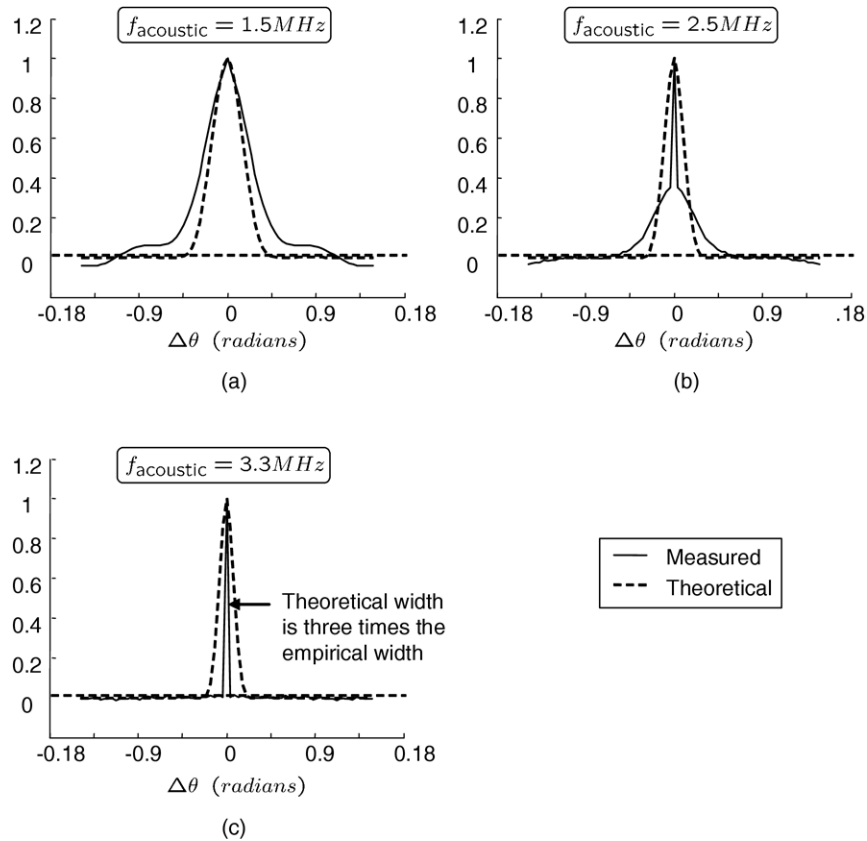 f_acoustic = 1.5MHz
1.2
1
0.8
0.6
0.4
0.2
0
-0.18 -0.9 0 0.9 0.18
Δθ (radians)
(a)
f_acoustic = 2.5MHz
1.2
1
0.8
0.6
0.4
0.2
0
-0.18 -0.9 0 0.9 .18
Δθ (radians)
(b)
f_acoustic = 3.3MHz
1.2
1
0.8
0.6
0.4
0.2
0
Theoretical width
is three times the
empirical width
-0.18 -0.9 0 0.9 0.18
Δθ (radians)
(c)
Measured
Theoretical